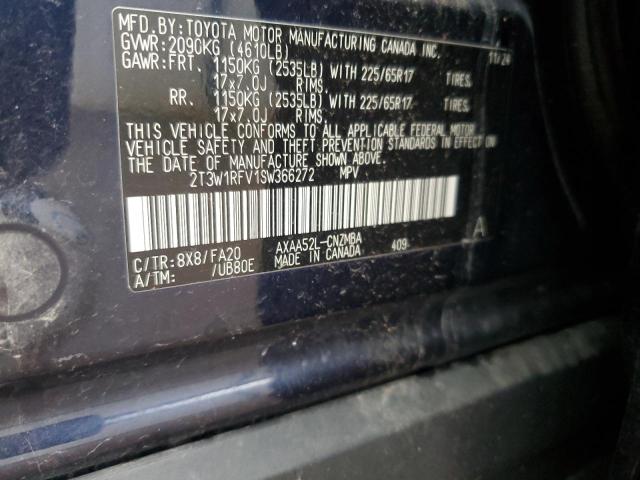 MFD.BY:TOYOTA MOTOR MANUFACTURING CANADA INC.
GVWR:2090KG (4610LB) 11/24
GAWR:FRT. 1150KG (2535LB) WITH 225/65R17 TIRES.
17x7.0J RIMS.
RR. 1150KG (2535LB) WITH 225/65R17 TIRES.
17x7.0J RIMS.
THIS VEHICLE CONFORMS TO ALL APPLICABLE FEDERAL MOTOR
VEHICLE SAFETY AND THEFT PREVENTION STANDARDS IN EFFECT ON
THE DATE OF MANUFACTURE SHOWN ABOVE.
2T3W1RFV1SW366272 MPV
A
C/TR:8X8/FA20 AXAA52L-CNZMBA 409
A/TM: /UB80E MADE IN CANADA